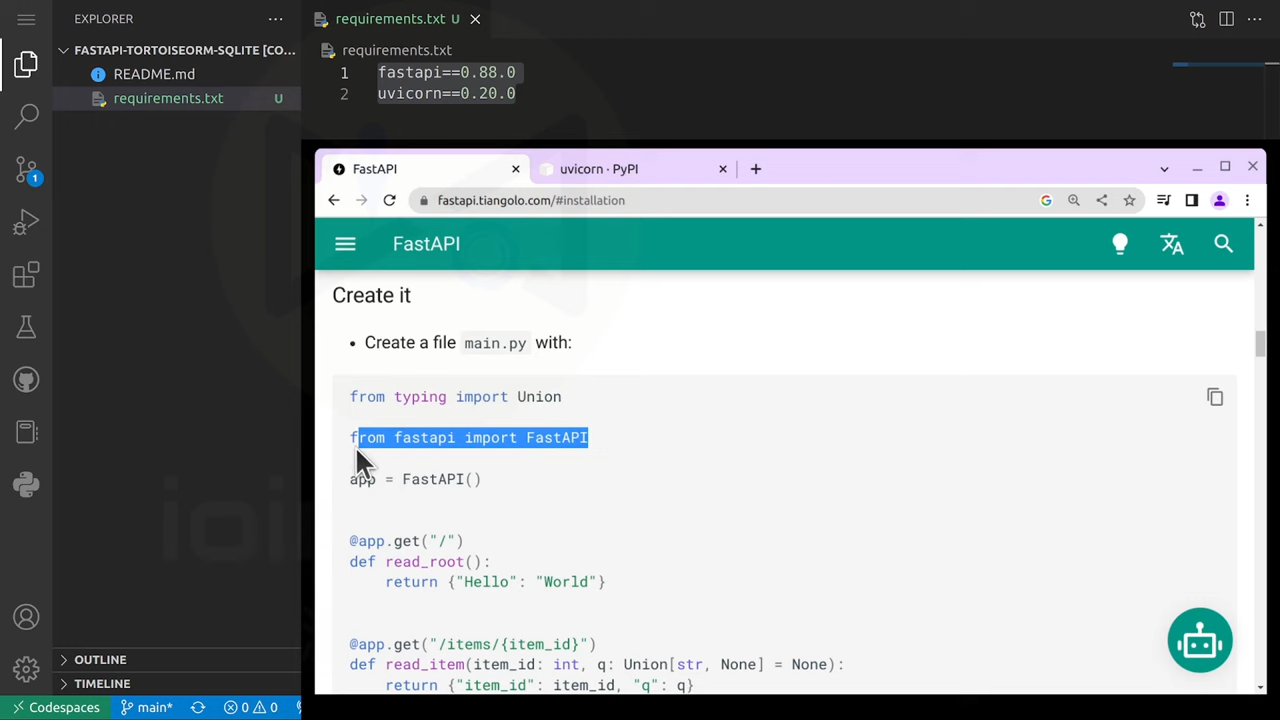 EXPLORER
FASTAPI-TORTOISEORM-SQLITE [CO...
README.md
requirements.txt U
1
requirements.txt U
requirements.txt
1 fastapi==0.88.0
2 uvicorn==0.20.0
FastAPI
uvicorn · PyPI
fastapi.tiangolo.com/#installation
FastAPI
Create it
• Create a file main.py with:
from typing import Union
from fastapi import FastAPI
app = FastAPI()
@app.get("/")
def read_root():
return {"Hello": "World"}
@app.get("/items/{item_id}")
def read_item(item_id: int, q: Union[str, None] = None):
return {"item_id": item_id, "q": q}
OUTLINE
TIMELINE
Codespaces
main*
0 0